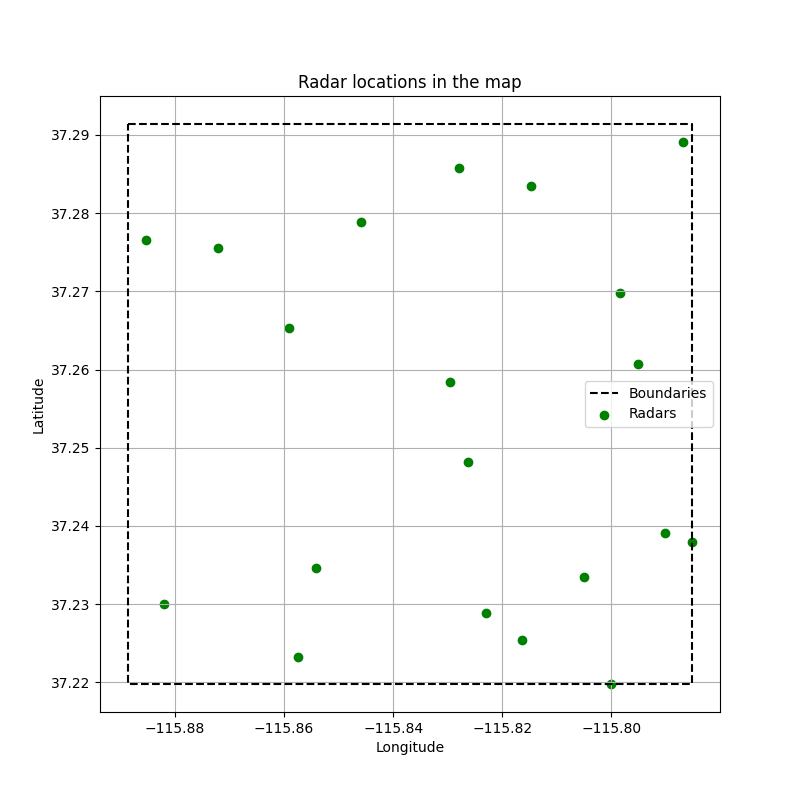 Radar locations in the map
37.29
37.28
37.27
37.26
37.25
37.24
37.23
37.22
Latitude
Boundaries
Radars
−115.88
−115.86
−115.84
−115.82
−115.80
Longitude